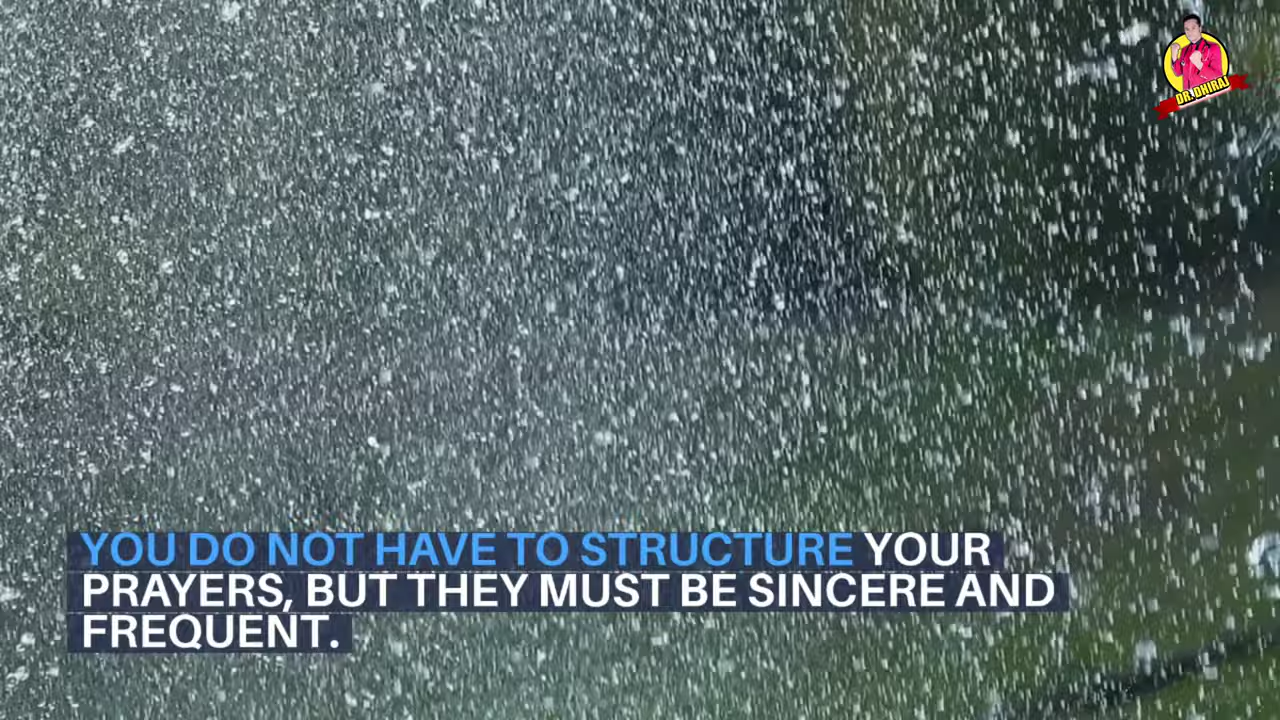 DR. DHIRAJ
YOU DO NOT HAVE TO STRUCTURE YOUR
PRAYERS, BUT THEY MUST BE SINCERE AND
FREQUENT.